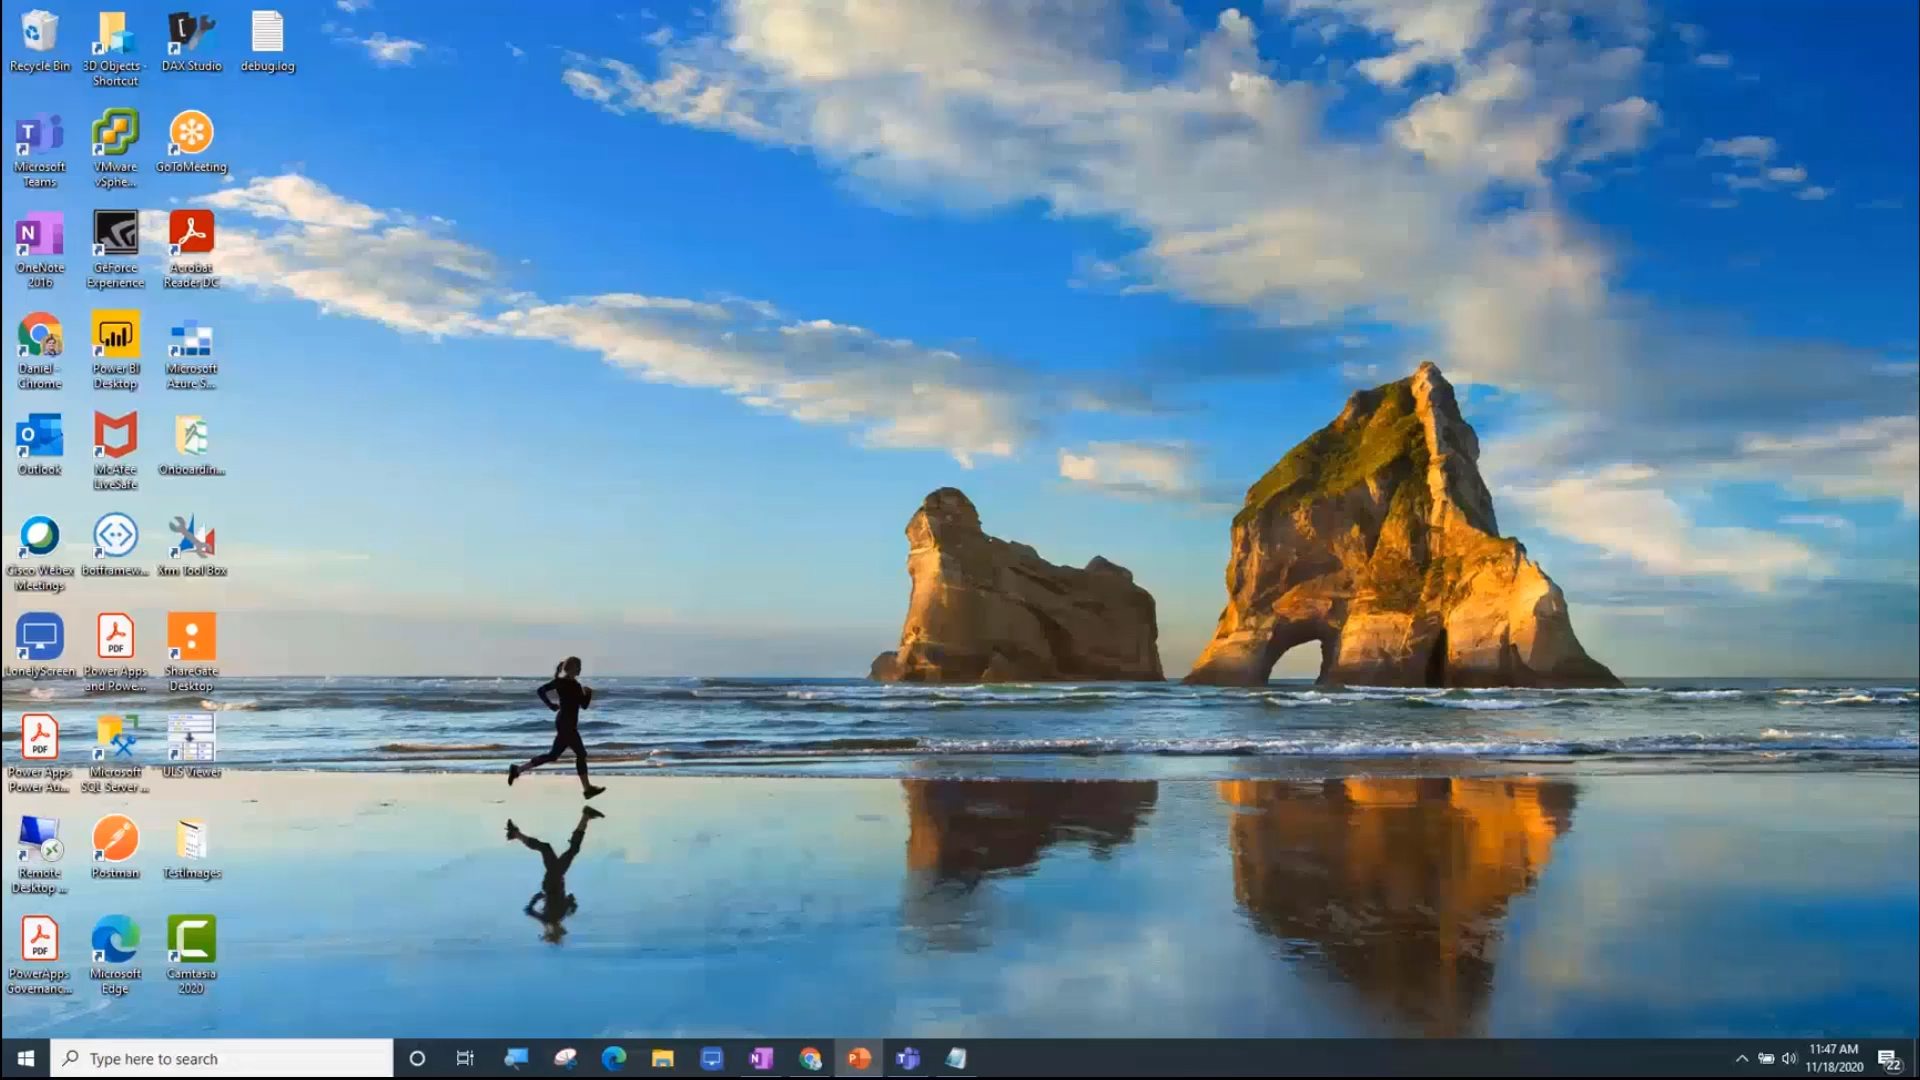 Recycle Bin
3D Objects -
Shortcut
DAX Studio
debug.log
Microsoft
Teams
VMware
vSphe...
GoToMeeting
OneNote
2016
GeForce
Experience
Acrobat
Reader DC
Daniel -
Chrome
Power BI
Desktop
Microsoft
Azure S...
Outlook
McAfee
LiveSafe
Onboardin...
Cisco Webex
Meetings
botframew...
Xrm Tool Box
LonelyScreen
PDF
Power Apps
and Powe...
ShareGate
Desktop
PDF
Power Apps
Power Au...
Microsoft
SQL Server ...
ULS Viewer
Remote
Desktop ...
Postman
TestImages
PDF
PowerApps
Governanc...
Microsoft
Edge
Camtasia
2020
Type here to search
11:47 AM
11/18/2020
22